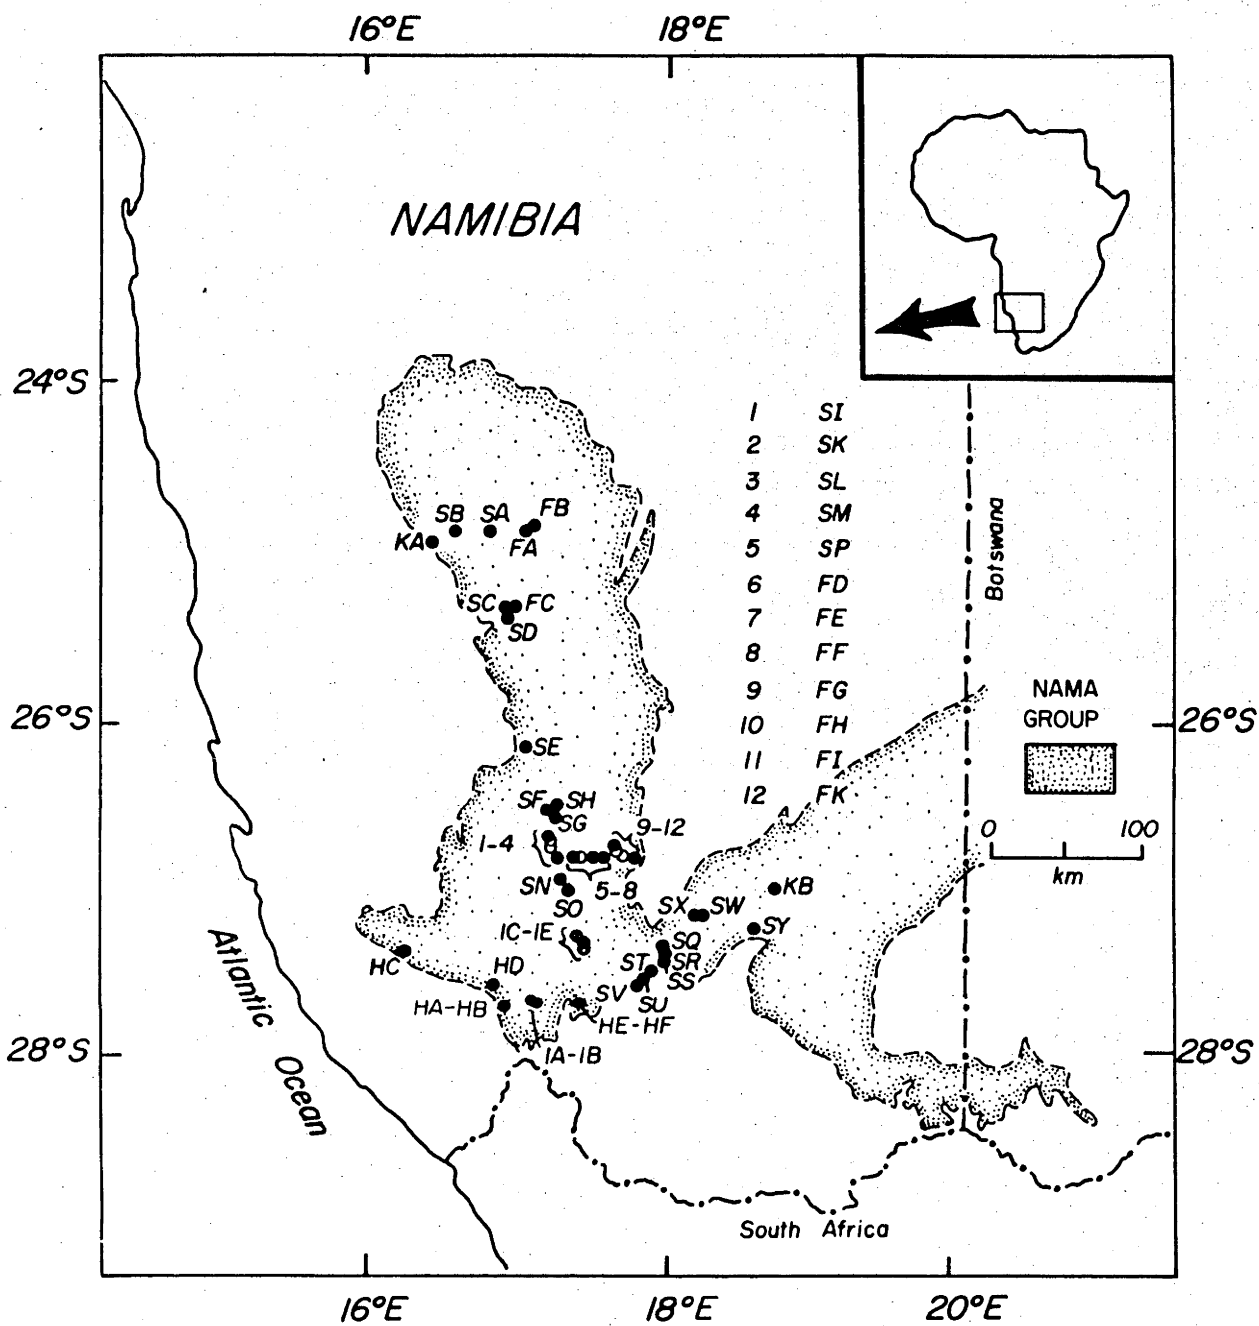 16°E 18°E
NAMIBIA
24°S
1 SI
2 SK
3 SL
4 SM
5 SP
6 FD
7 FE
8 FF
9 FG
10 FH
11 FI
12 FK
Botswana
SB SA FB
KA FA
SC FC
SD
26°S 26°S
NAMA
GROUP
SE
SF SH
SG
1-4 9-12
0 100
km
5-8
SN
SO
KB
SX SW
SY
1C-1E
SQ
ST SR
SS
HC HD
SV SU
HA-HB
HE-HF
1A-1B
28°S 28°S
Atlantic Ocean
South Africa
16°E 18°E 20°E